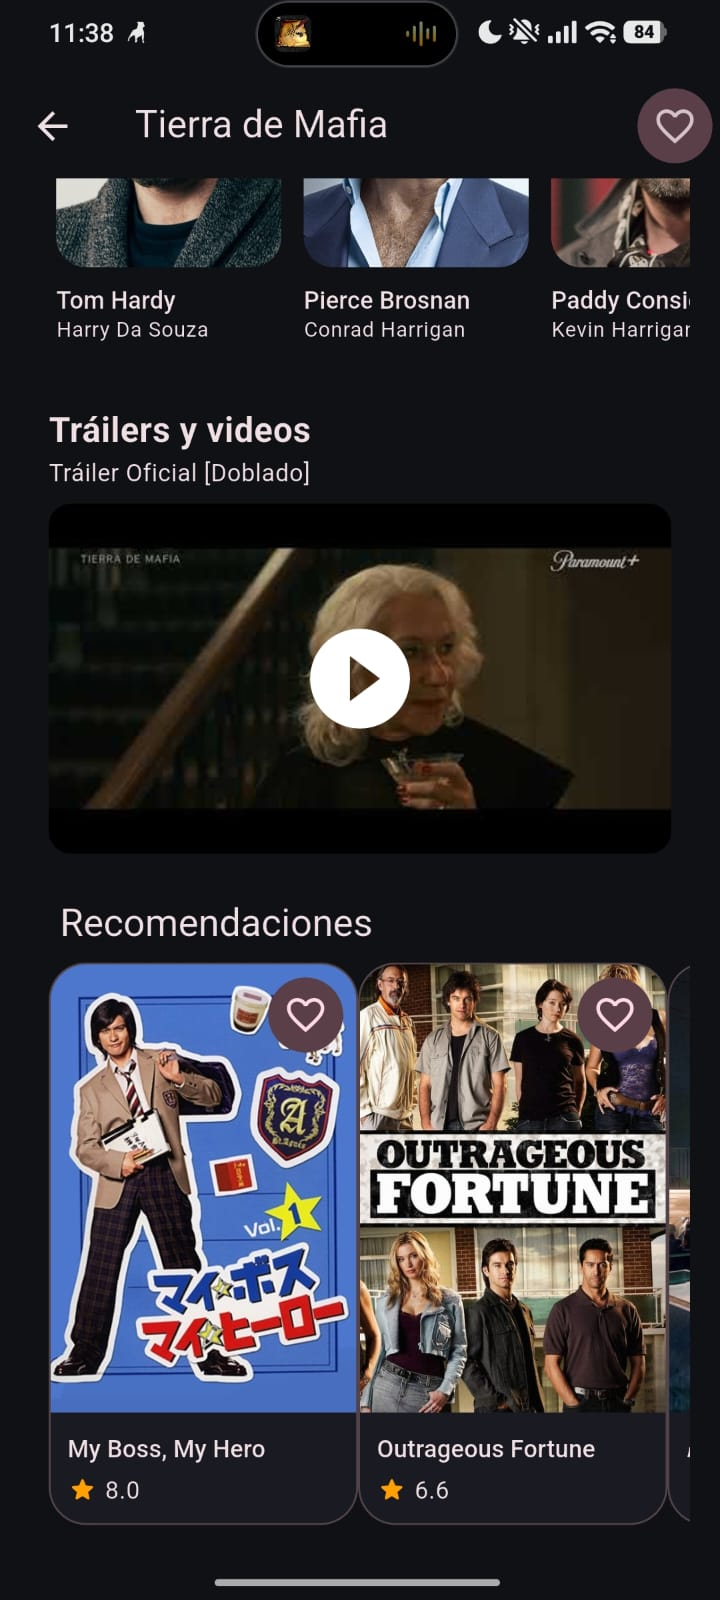 11:38
84
Tierra de Mafia
Tom Hardy
Harry Da Souza
Pierce Brosnan
Conrad Harrigan
Paddy Consi
Kevin Harrigan
Tráilers y videos
Tráiler Oficial [Doblado]
TIERRA DE MAFIA
Paramount+
Recomendaciones
A
Vol. 1
マイ☆ボス
マイ☆ヒーロー
OUTRAGEOUS
FORTUNE
My Boss, My Hero
8.0
Outrageous Fortune
6.6